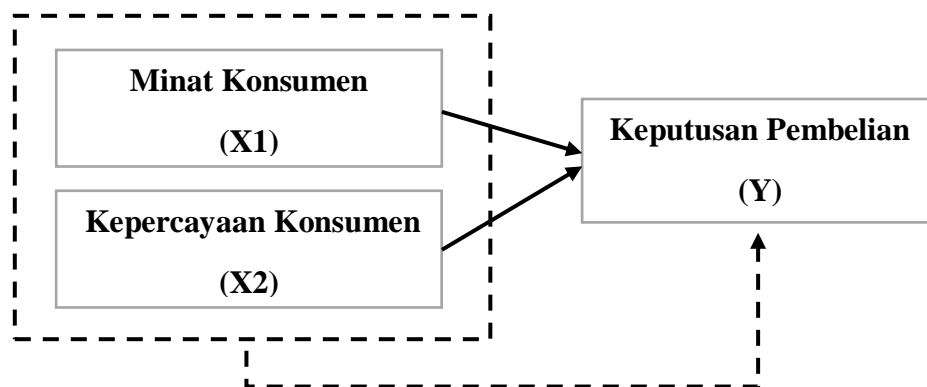 Minat Konsumen
(X1)
Kepercayaan Konsumen
(X2)
Keputusan Pembelian
(Y)